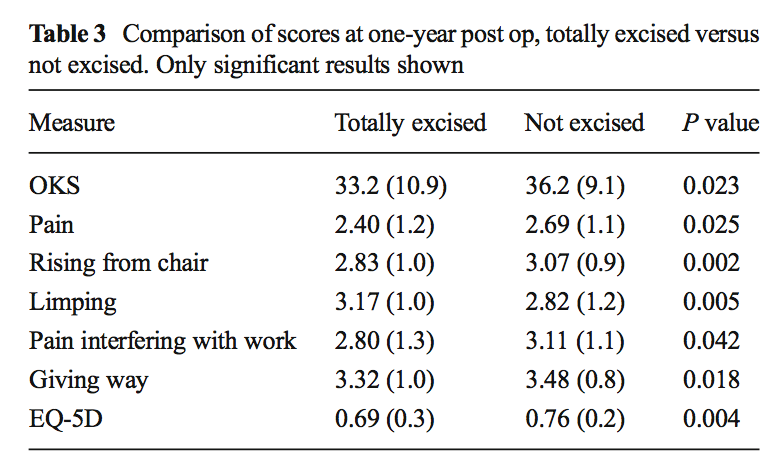 Table 3 Comparison of scores at one-year post op, totally excised versus
not excised. Only significant results shown
Measure Totally excised Not excised P value
OKS 33.2 (10.9) 36.2 (9.1) 0.023
Pain 2.40 (1.2) 2.69 (1.1) 0.025
Rising from chair 2.83 (1.0) 3.07 (0.9) 0.002
Limping 3.17 (1.0) 2.82 (1.2) 0.005
Pain interfering with work 2.80 (1.3) 3.11 (1.1) 0.042
Giving way 3.32 (1.0) 3.48 (0.8) 0.018
EQ-5D 0.69 (0.3) 0.76 (0.2) 0.004